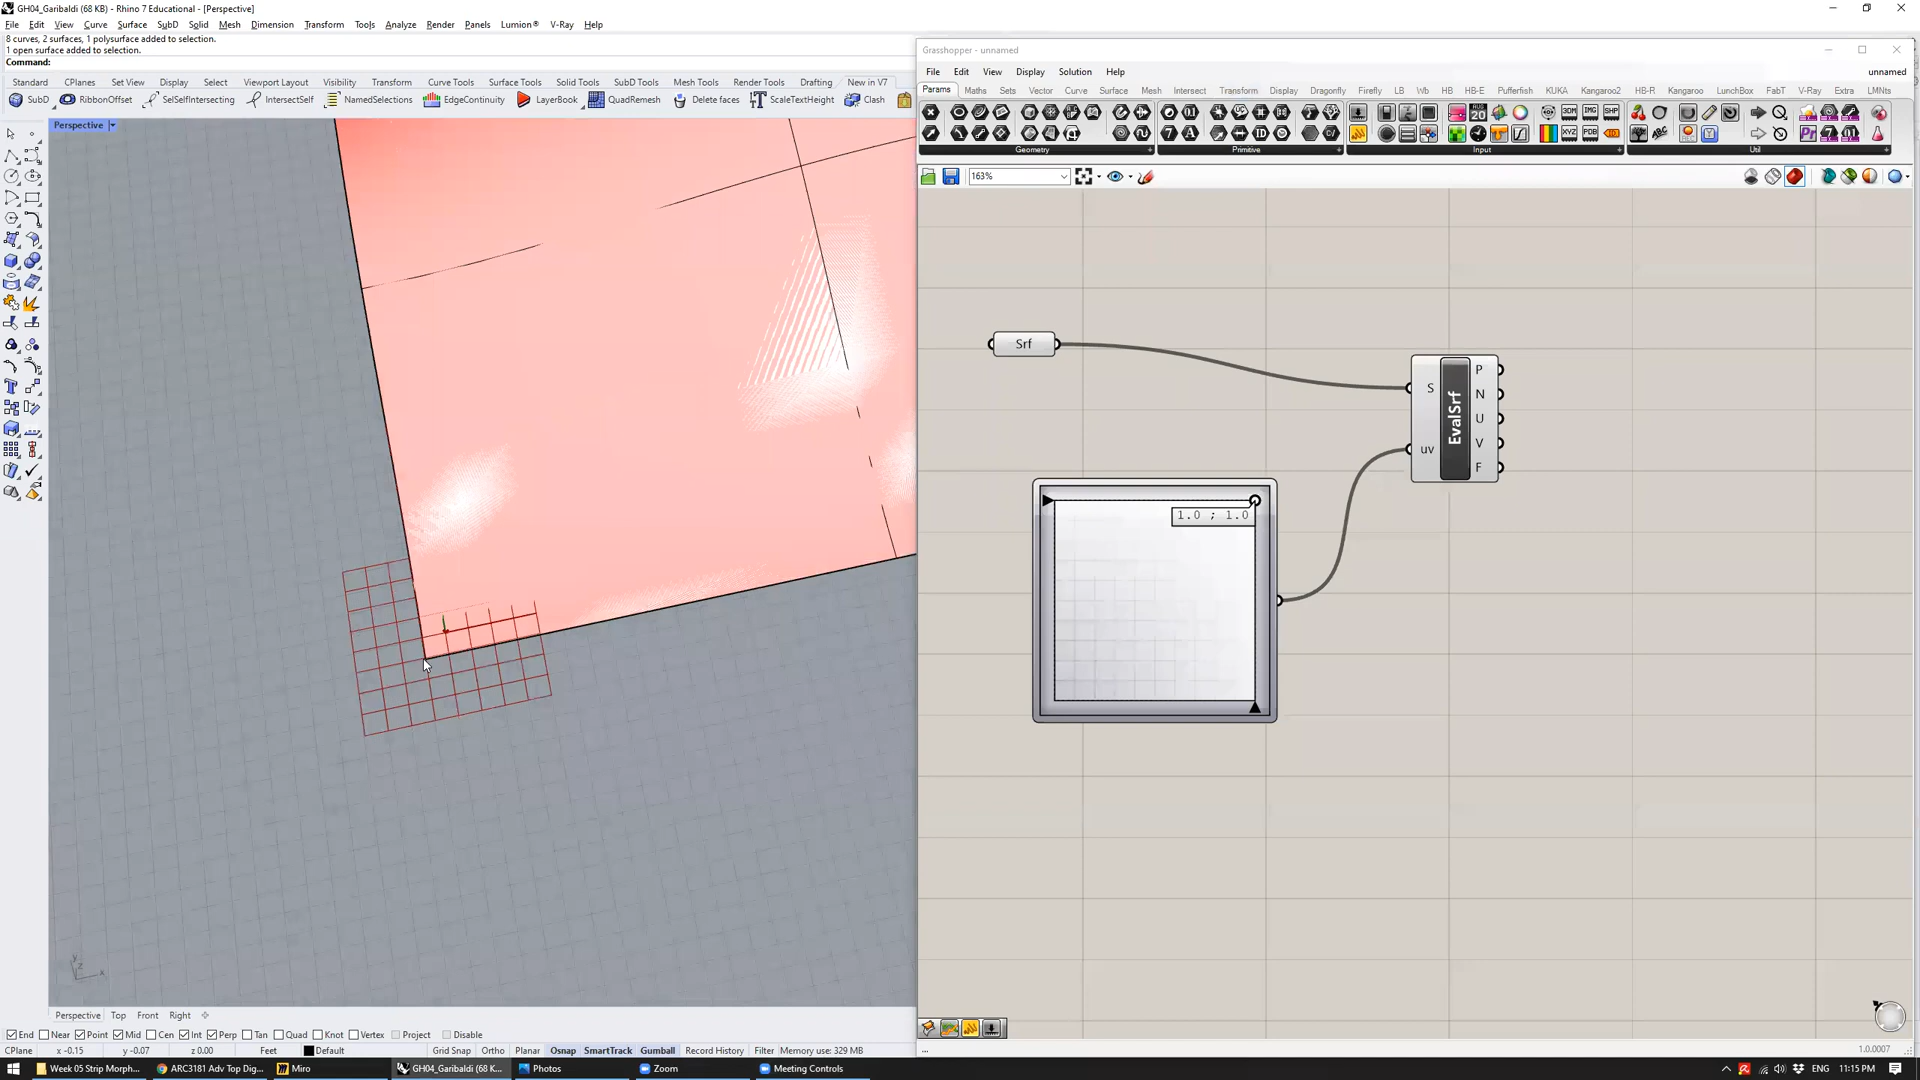 GH04_Garibaldi (68 KB) - Rhino 7 Educational - [Perspective]
File Edit View Curve Surface SubD Solid Mesh Dimension Transform Tools Analyze Render Panels Lumion® V-Ray Help
8 curves, 2 surfaces, 1 polysurface added to selection.
1 open surface added to selection.
Command:
Standard CPlanes Set View Display Select Viewport Layout Visibility Transform Curve Tools Surface Tools Solid Tools SubD Tools Mesh Tools Render Tools Drafting New in V7
SubD RibbonOffset SelSelfIntersecting IntersectSelf NamedSelections EdgeContinuity LayerBook QuadRemesh Delete faces ScaleTextHeight Clash
Perspective
Grasshopper - unnamed
File Edit View Display Solution Help unnamed
Params Maths Sets Vector Curve Surface Mesh Intersect Transform Display Dragonfly Firefly LB Wb HB HB-E Pufferfish KUKA Kangaroo2 HB-R Kangaroo LunchBox FabT V-Ray Extra LMNts
Geometry Primitive Input Util
163%
Srf
S
uv
EvalSrf
P
N
U
V
F
1.0 ; 1.0
y
z
x
Perspective Top Front Right
End Near Point Mid Cen Int Perp Tan Quad Knot Vertex Project Disable
CPlane x -0.15 y -0.07 z 0.00 Feet Default Grid Snap Ortho Planar Osnap SmartTrack Gumball Record History Filter Memory use: 329 MB
...
1.0.0007
Week 05 Strip Morph... ARC3181 Adv Top Dig... Miro GH04_Garibaldi (68 K... Photos Zoom Meeting Controls ENG 11:15 PM